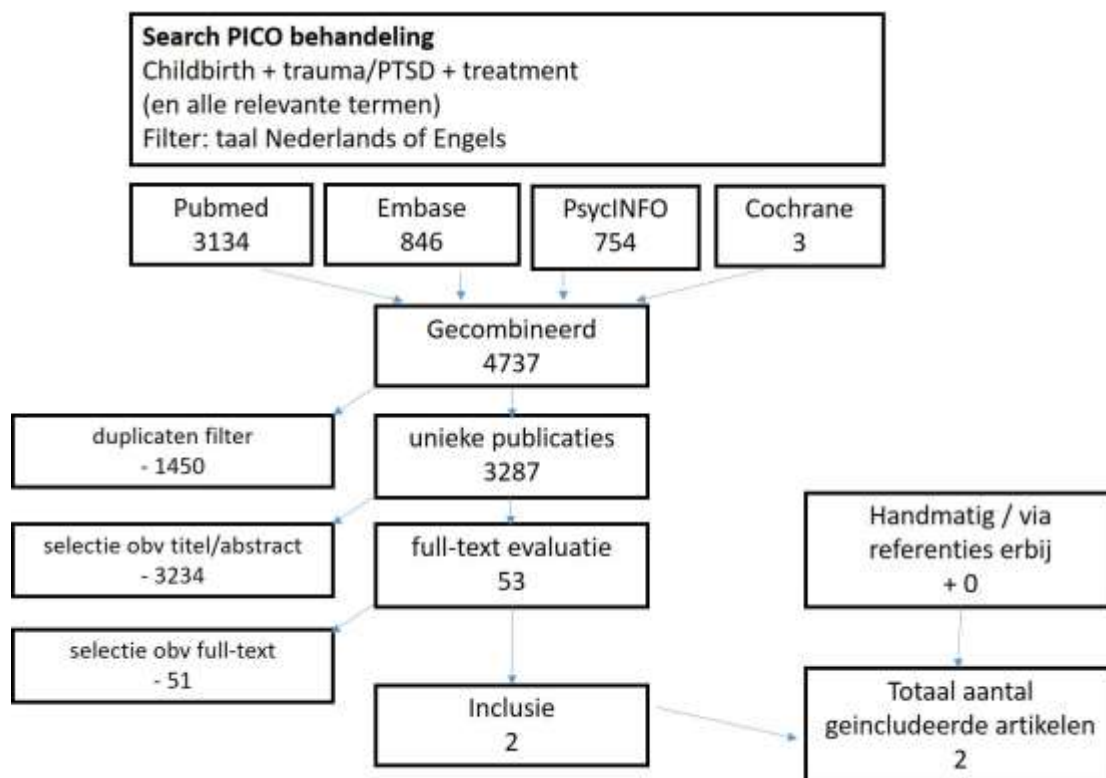 Search PICO behandeling
Childbirth + trauma/PTSD + treatment
(en alle relevante termen)
Filter: taal Nederlands of Engels
Pubmed
3134
Embase
846
PsycINFO
754
Cochrane
3
Gecombineerd
4737
duplicaten filter
- 1450
unieke publicaties
3287
selectie obv titel/abstract
- 3234
full-text evaluatie
53
Handmatig / via
referenties erbij
+ 0
selectie obv full-text
- 51
Inclusie
2
Totaal aantal
geincludeerde artikelen
2